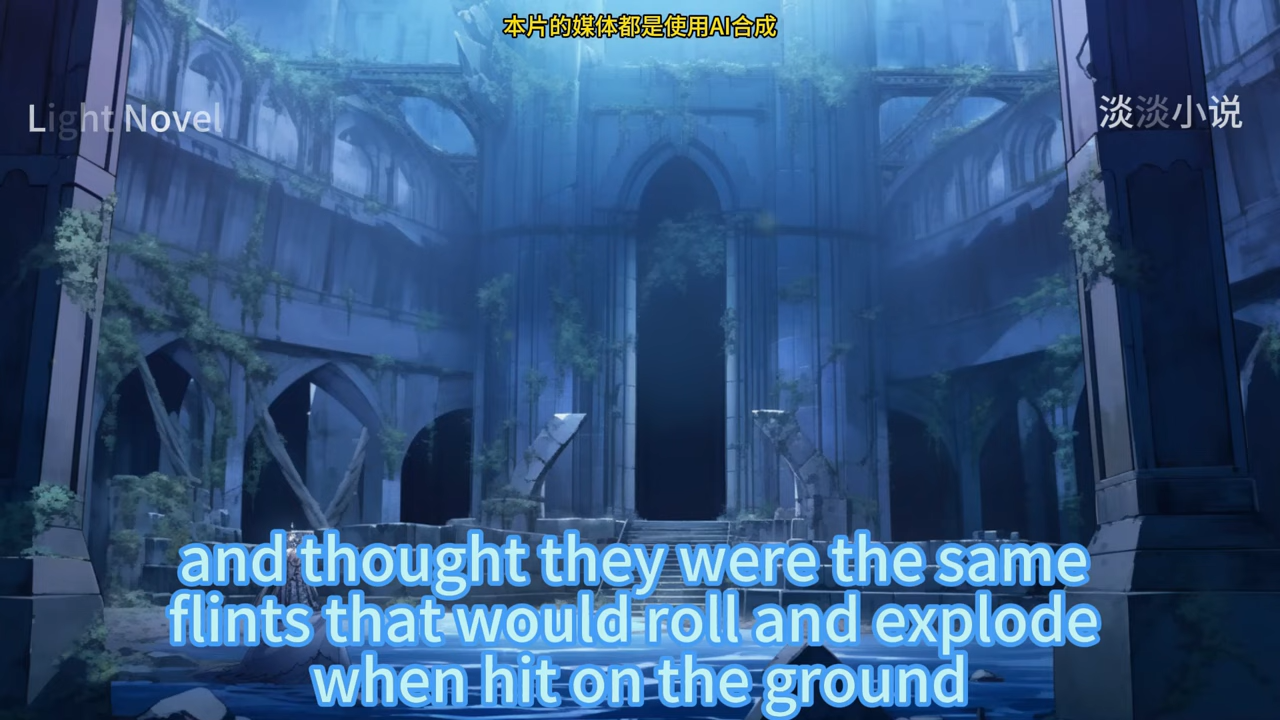 本片的媒体都是使用AI合成
Light Novel
淡淡小说
and thought they were the same
flints that would roll and explode
when hit on the ground